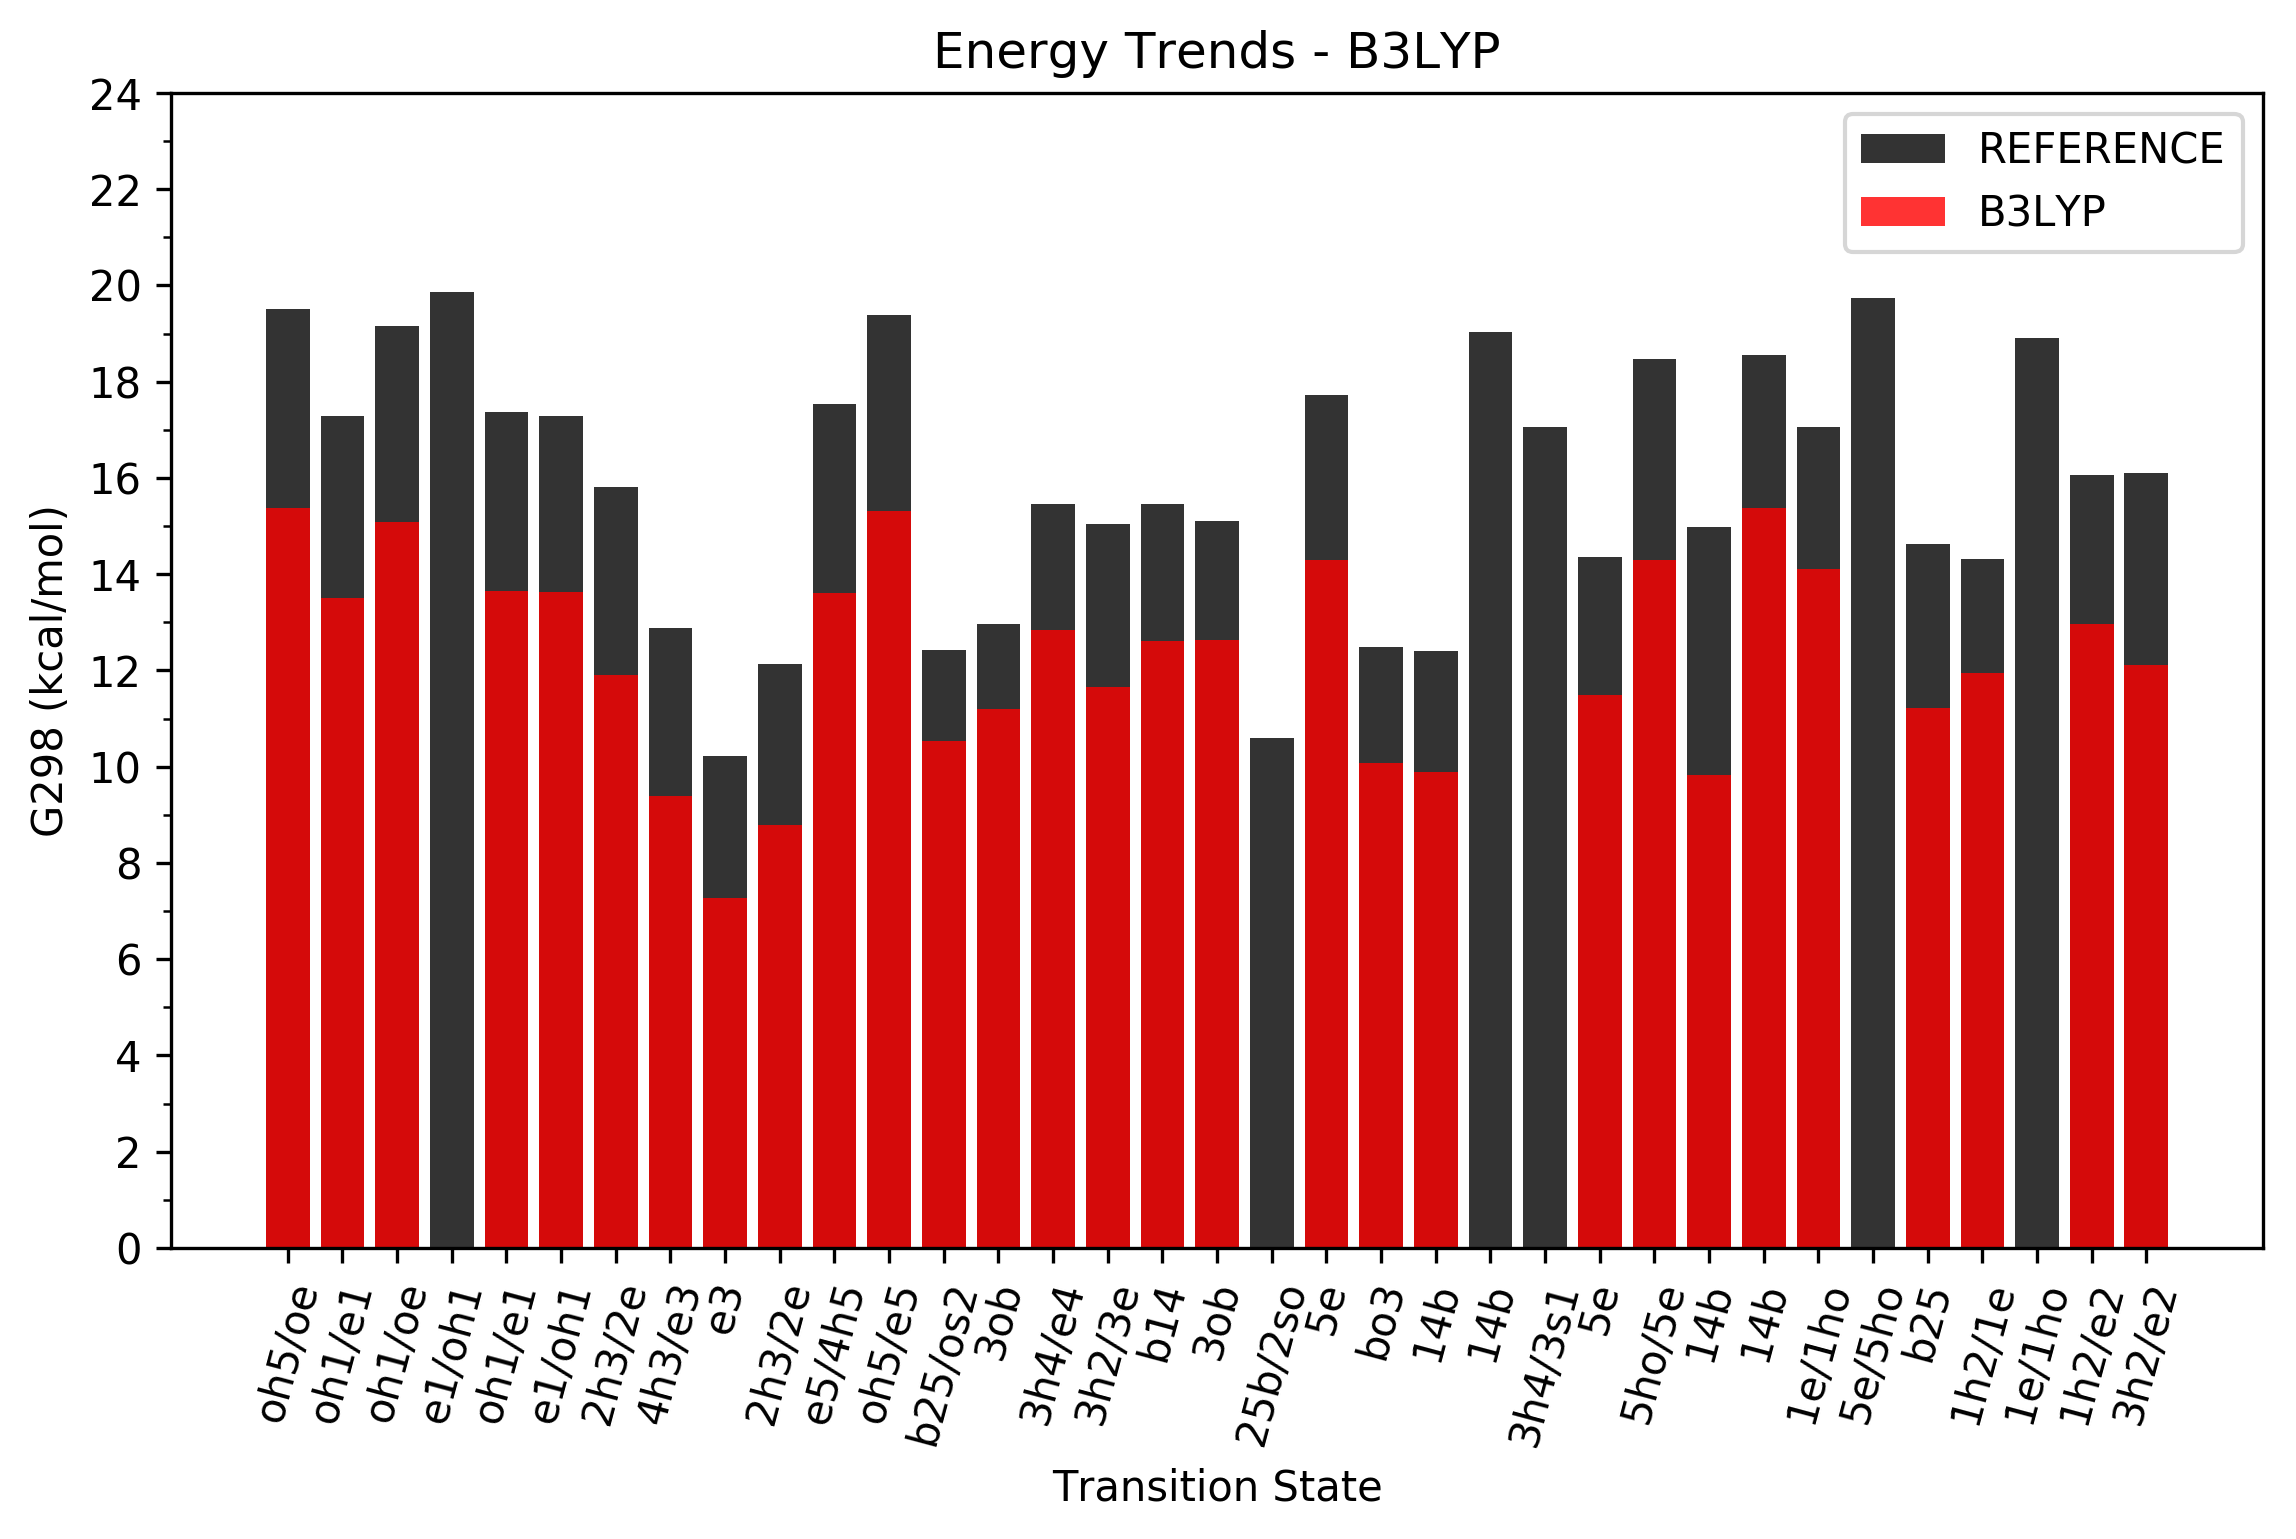 Energy Trends - B3LYP
REFERENCE
B3LYP
G298 (kcal/mol)
24
22
20
18
16
14
12
10
8
6
4
2
0
oh5/oe
oh1/e1
oh1/oe
e1/oh1
oh1/e1
e1/oh1
2h3/2e
4h3/e3
e3
2h3/2e
e5/4h5
oh5/e5
b25/os2
3ob
3h4/e4
3h2/3e
b14
3ob
25b/2so
5e
bo3
14b
14b
3h4/3s1
5e
5ho/5e
14b
14b
1e/1ho
5e/5ho
b25
1h2/1e
1e/1ho
1h2/e2
3h2/e2
Transition State